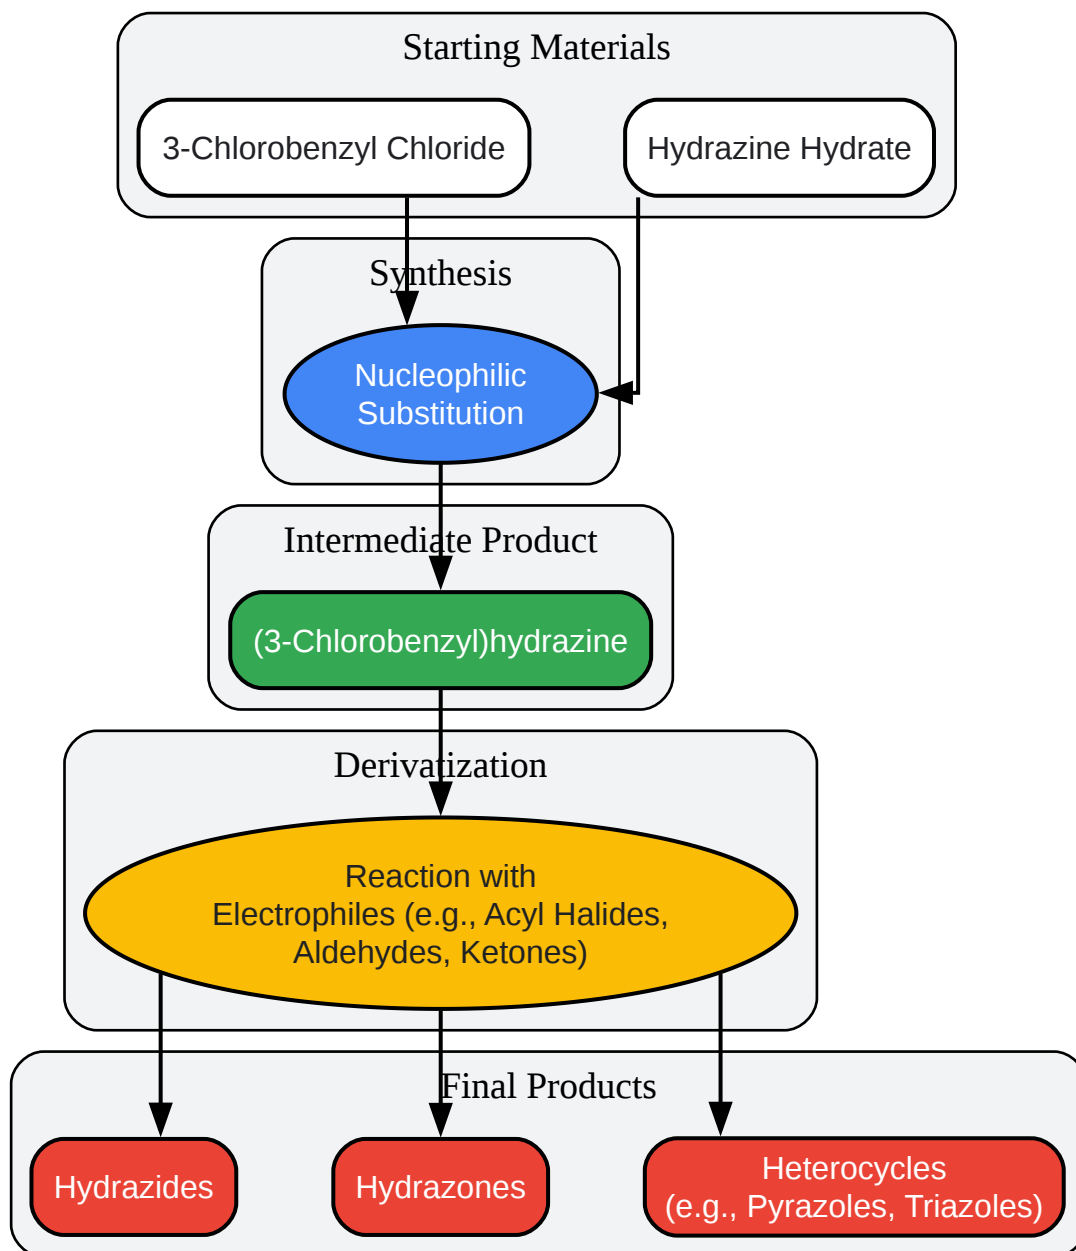 Starting Materials
3-Chlorobenzyl Chloride
Hydrazine Hydrate
Synthesis
Nucleophilic
Substitution
Intermediate Product
(3-Chlorobenzyl)hydrazine
Derivatization
Reaction with
Electrophiles (e.g., Acyl Halides,
Aldehydes, Ketones)
Final Products
Hydrazides
Hydrazones
Heterocycles
(e.g., Pyrazoles, Triazoles)